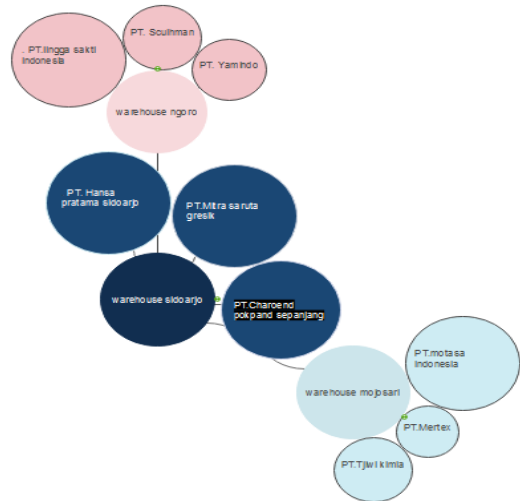 PT. Sculhman
. PT.lingga sakti
Indonesia
PT. Yamindo
warehouse ngoro
PT. Hansa
pratama sidoarjo
PT.Mitra saruta
gresik
warehouse sidoarjo
PT.Charoend
pokpand sepanjang
PT.motasa
indonesia
warehouse mojosari
PT.Mertex
PT.Tjiwi kimia